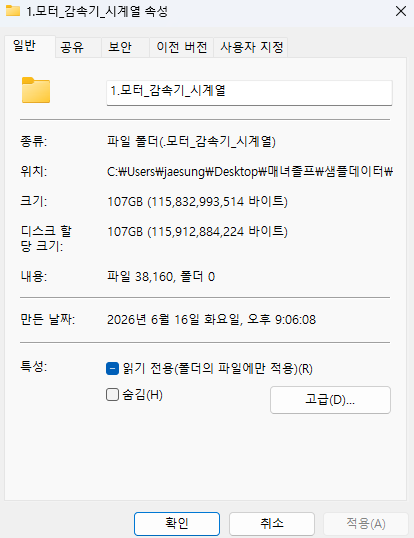 1.모터_감속기_시계열 속성
일반 공유 보안 이전 버전 사용자 지정
1.모터_감속기_시계열
종류: 파일 폴더(.모터_감속기_시계열)
위치: C:₩Users₩jaesung₩Desktop₩매녀졸프₩샘플데이터₩
크기: 107GB (115,832,993,514 바이트)
디스크 할 107GB (115,912,884,224 바이트)
당 크기:
내용: 파일 38,160, 폴더 0
만든 날짜: 2026년 6월 16일 화요일, 오후 9:06:08
특성: 읽기 전용(폴더의 파일에만 적용)(R)
숨김(H) 고급(D)...
확인 취소 적용(A)